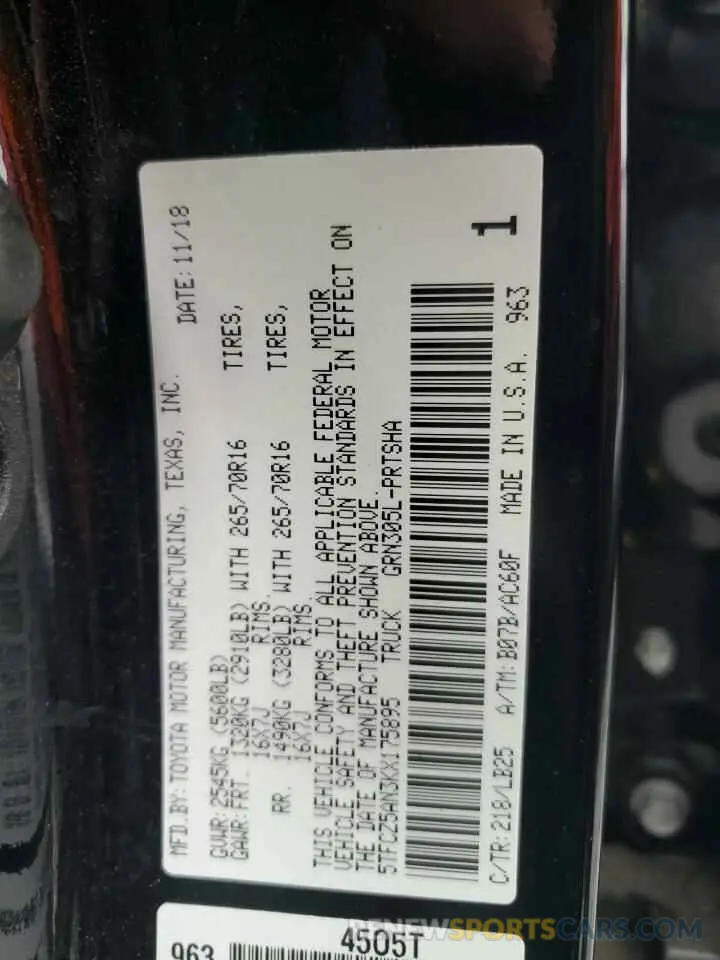 MFD.BY: TOYOTA MOTOR MANUFACTURING, TEXAS, INC. DATE: 11/18
GVWR: 2545KG (5600LB)
GAWR: FRT. 1320KG (2910LB) WITH 265/70R16 TIRES,
16X7J RIMS.
RR. 1490KG (3280LB) WITH 265/70R16 TIRES,
16X7J RIMS.
THIS VEHICLE CONFORMS TO ALL APPLICABLE FEDERAL MOTOR
VEHICLE SAFETY AND THEFT PREVENTION STANDARDS IN EFFECT ON
THE DATE OF MANUFACTURE SHOWN ABOVE.
5TFCZ5AN3KX175895 TRUCK GRN305L-PRTSHA
1
C/TR: 218/LB25 A/TM: B07B/AC60F MADE IN U.S.A. 963
4505T
963
BIDNEWSPORTSCARS.COM